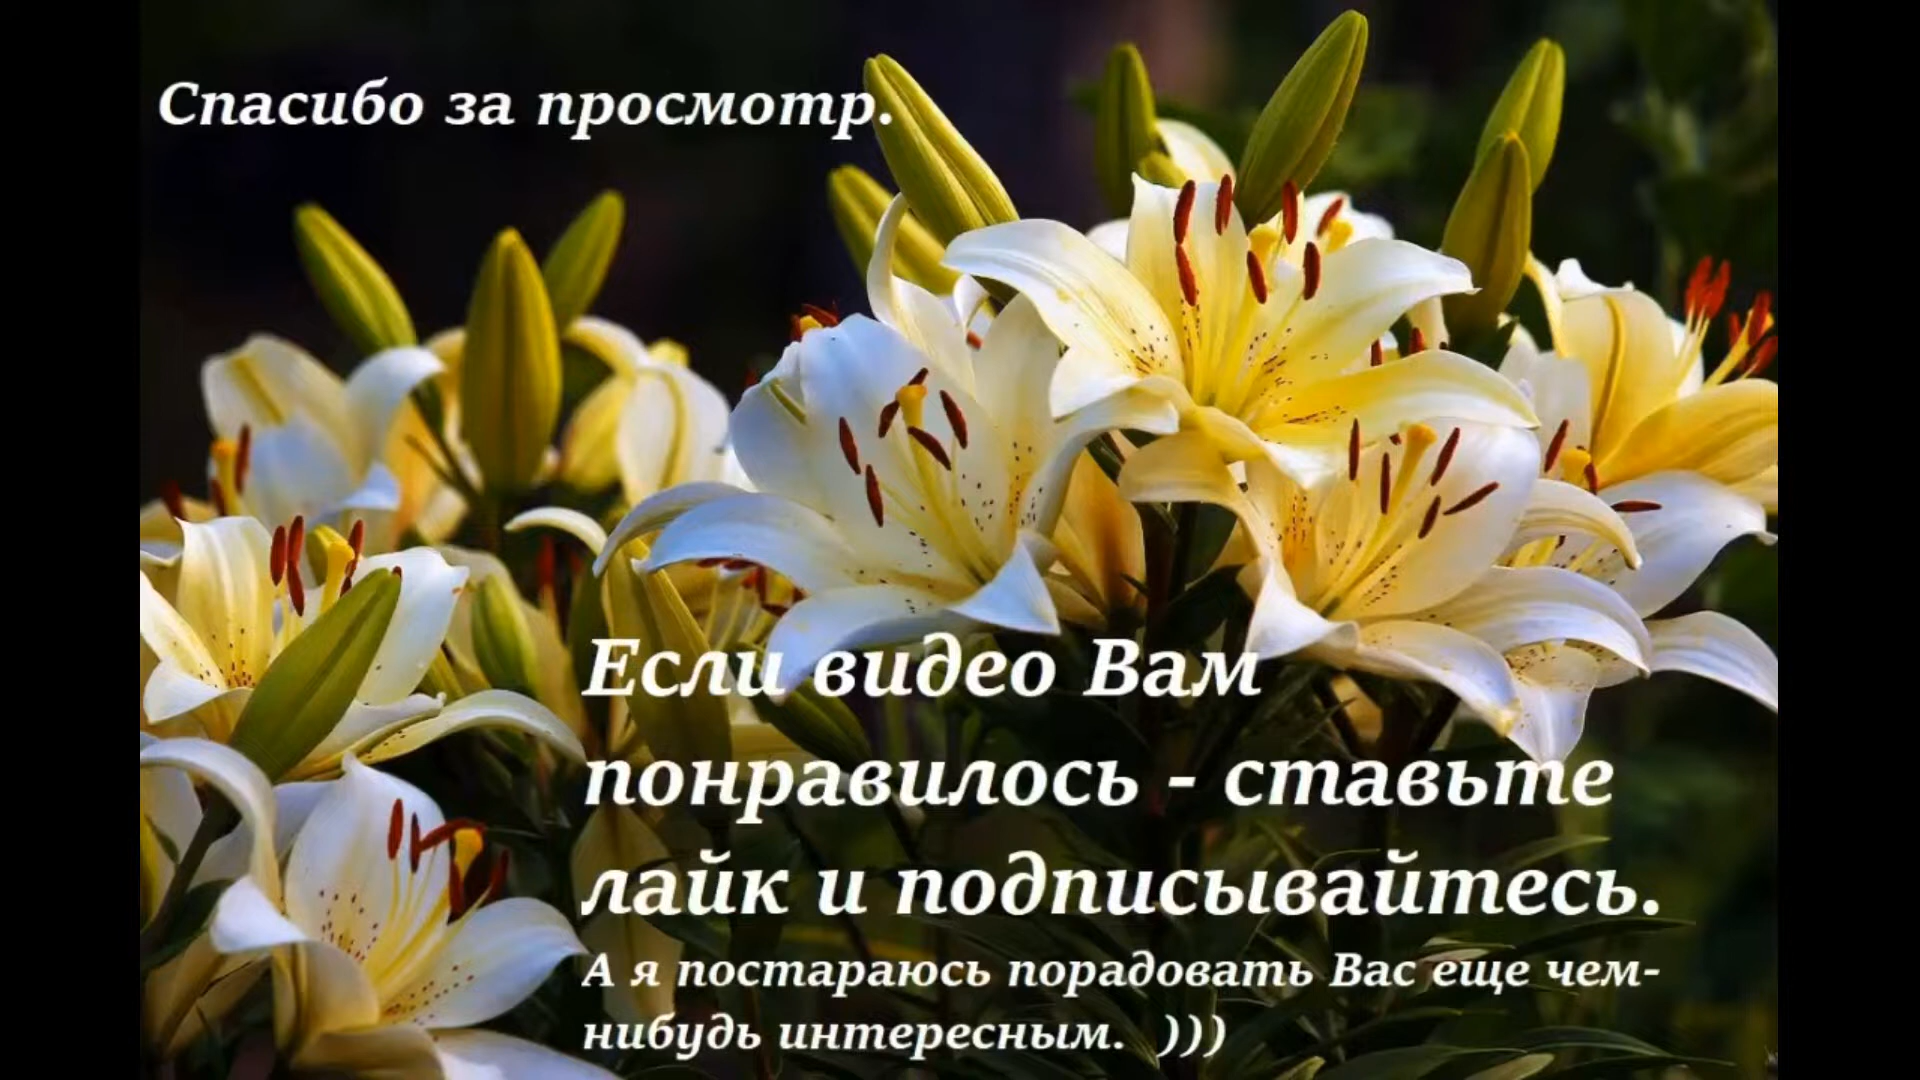 Спасибо за просмотр.
Если видео Вам
понравилось - ставьте
лайк и подписывайтесь.
А я постараюсь порадовать Вас еще чем-
нибудь интересным. )))